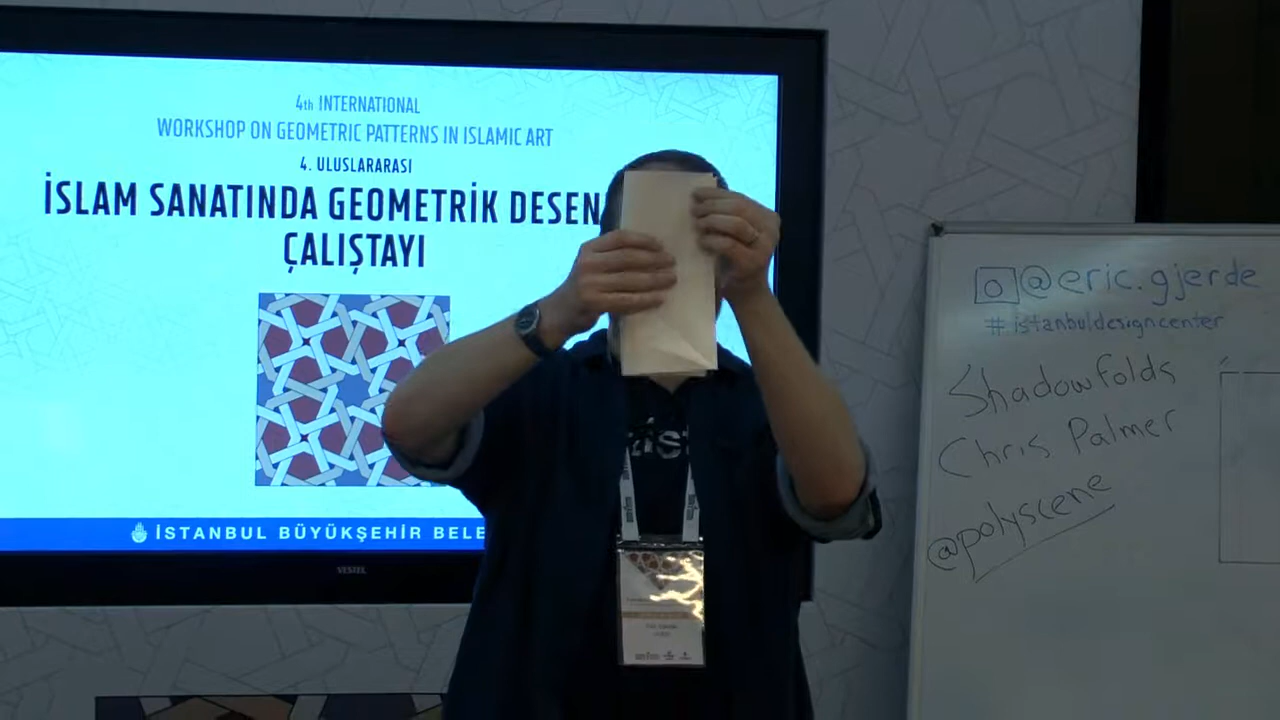 4th INTERNATIONAL
WORKSHOP ON GEOMETRIC PATTERNS IN ISLAMIC ART
4. ULUSLARARASI
İSLAM SANATINDA GEOMETRİK DESEN
ÇALIŞTAYI
İSTANBUL BÜYÜKŞEHİR BELE
VESTEL
@eric.gjerde
#istanbuldesigncenter
Shadowfolds
Chris Palmer
@polyscene